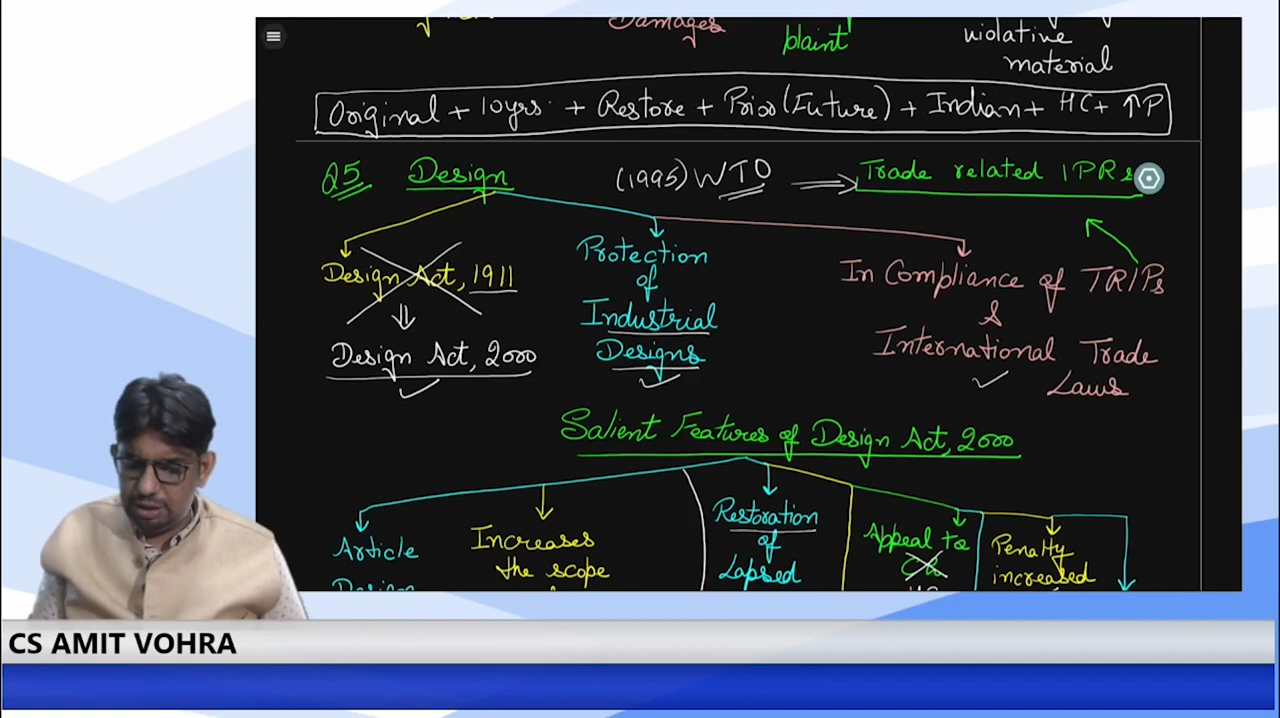 Damages
plaint
violative
material
Original + 10yrs. + Restore + Prior (Future) + Indian + HC + ↑P
25 Design (1995) WTO ⇒ Trade related IPRs
Design Act, 1911
⇓
Design Act, 2000
Protection
of
Industrial
Designs
In Compliance of TRIPs
&
International Trade
Laws
Salient Features of Design Act, 2000
Article
Design
Increases
the scope
Restoration
of
Lapsed
Appeal to
Penalty
increased
CS AMIT VOHRA